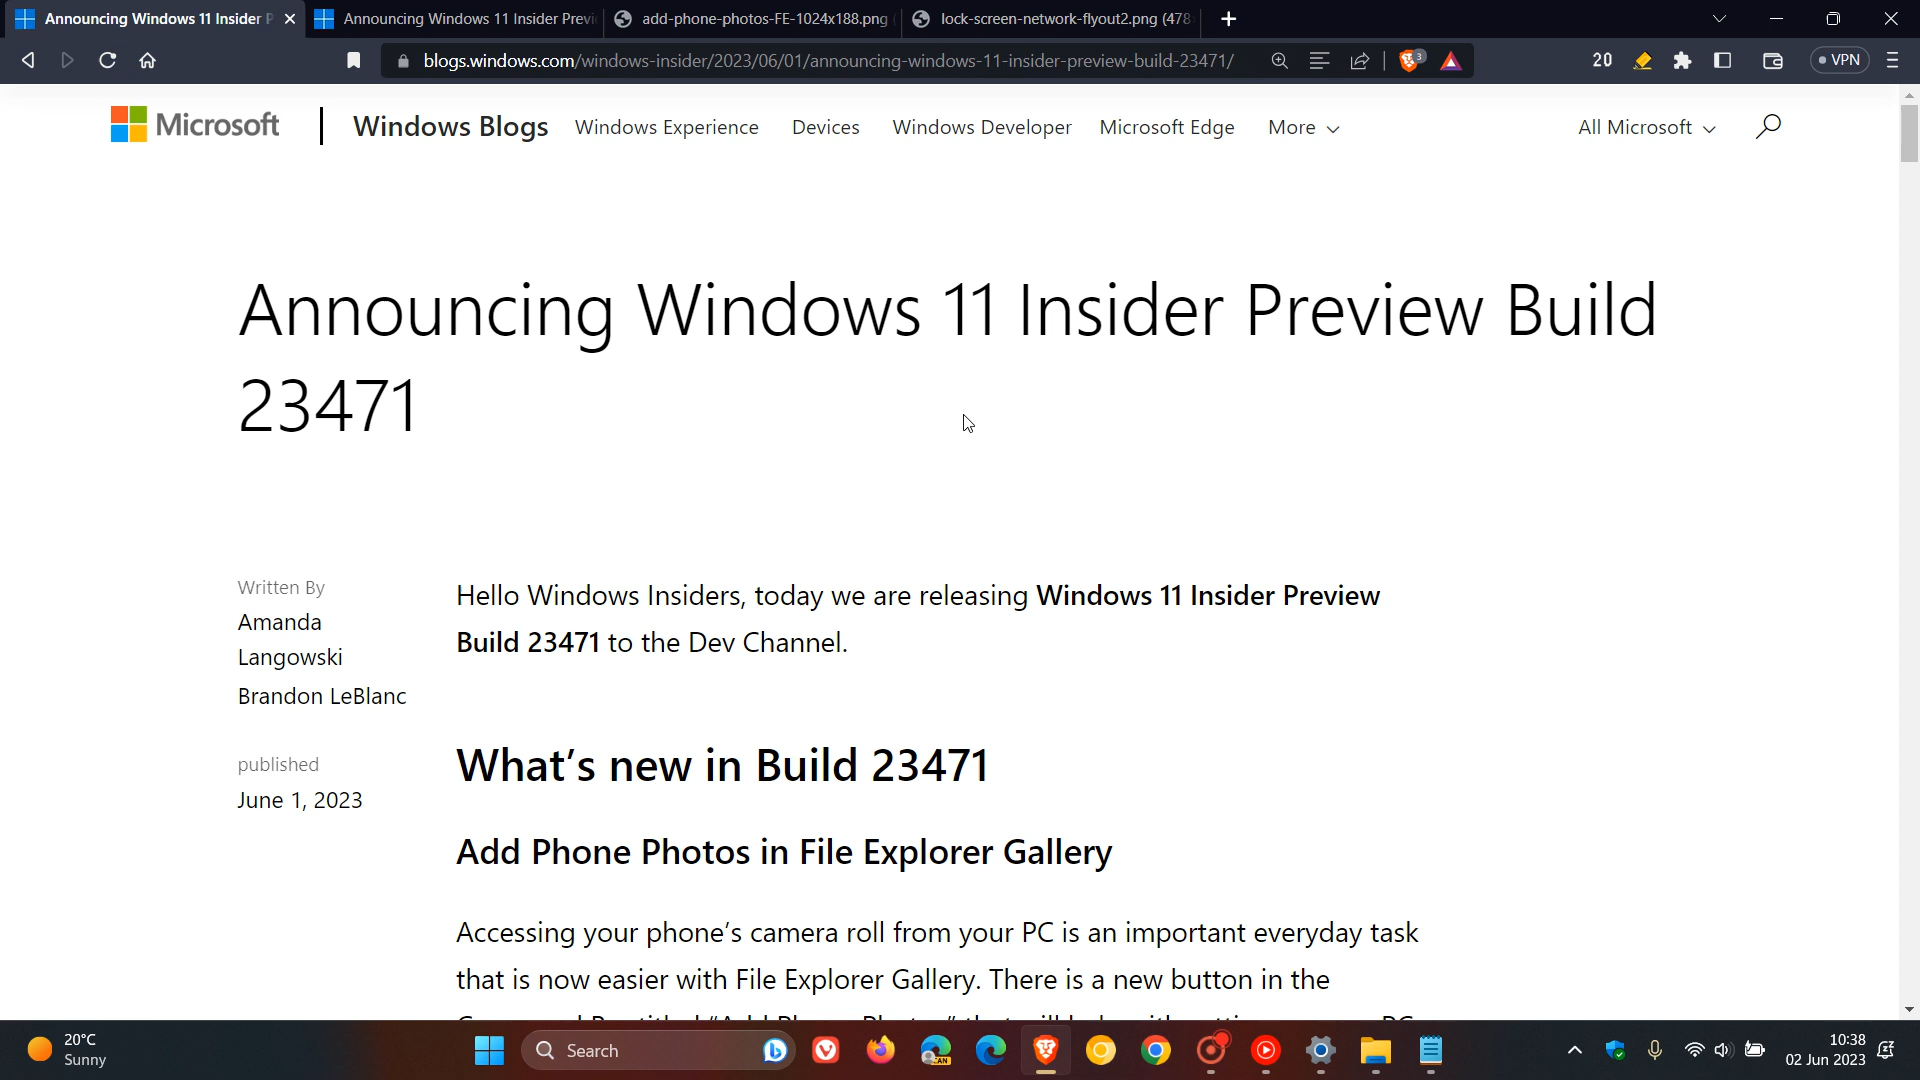 Announcing Windows 11 Insider P
Announcing Windows 11 Insider Previ
add-phone-photos-FE-1024x188.png
lock-screen-network-flyout2.png (478
blogs.windows.com/windows-insider/2023/06/01/announcing-windows-11-insider-preview-build-23471/
3
20
VPN
Microsoft
Windows Blogs
Windows Experience
Devices
Windows Developer
Microsoft Edge
More
All Microsoft
Announcing Windows 11 Insider Preview Build
23471
Written By
Amanda
Langowski
Brandon LeBlanc
published
June 1, 2023
Hello Windows Insiders, today we are releasing Windows 11 Insider Preview
Build 23471 to the Dev Channel.
What’s new in Build 23471
Add Phone Photos in File Explorer Gallery
Accessing your phone’s camera roll from your PC is an important everyday task
that is now easier with File Explorer Gallery. There is a new button in the
20°C
Sunny
Search
CAN
10:38
02 Jun 2023